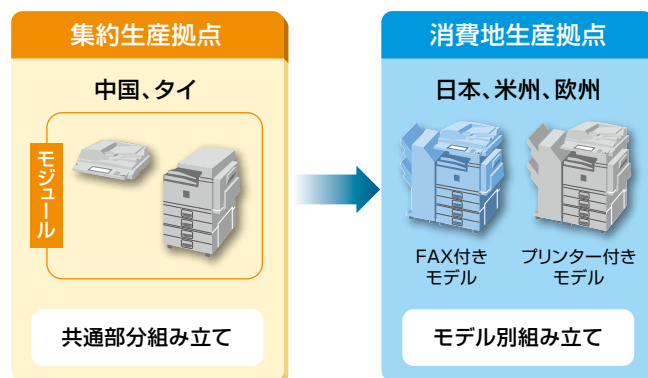 集約生産拠点
中国、タイ
モジュール
共通部分組み立て
消費地生産拠点
日本、米州、欧州
FAX付き
モデル
プリンター付き
モデル
モデル別組み立て